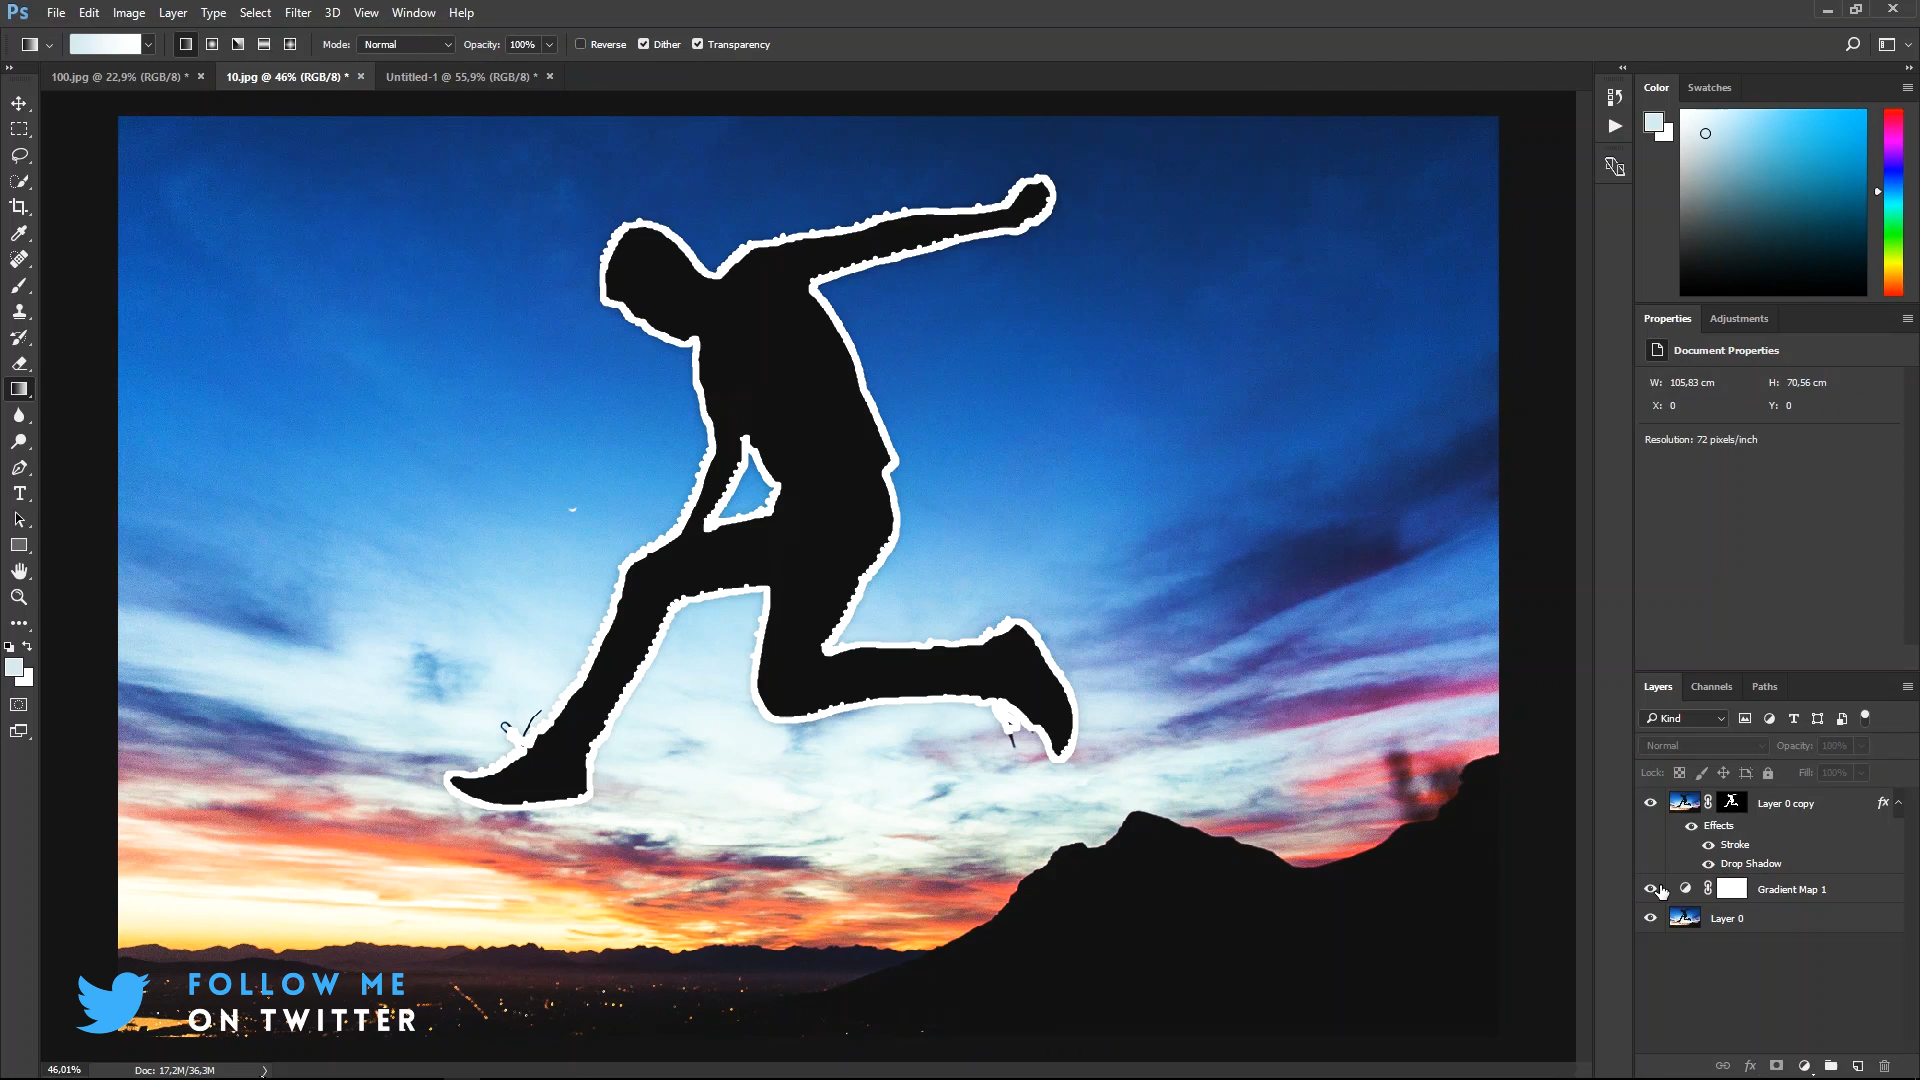 Ps File Edit Image Layer Type Select Filter 3D View Window Help
Mode: Normal Opacity: 100% Reverse Dither Transparency
100.jpg @ 22,9% (RGB/8) * × 10.jpg @ 46% (RGB/8) * × Untitled-1 @ 55,9% (RGB/8) * ×
Color Swatches
Properties Adjustments
Document Properties
W: 105,83 cm H: 70,56 cm
X: 0 Y: 0
Resolution: 72 pixels/inch
Layers Channels Paths
Kind
Normal Opacity: 100%
Lock: Fill: 100%
Layer 0 copy fx
Effects
Stroke
Drop Shadow
Gradient Map 1
Layer 0
FOLLOW ME
ON TWITTER
46,01% Doc: 17,2M/36,3M
fx